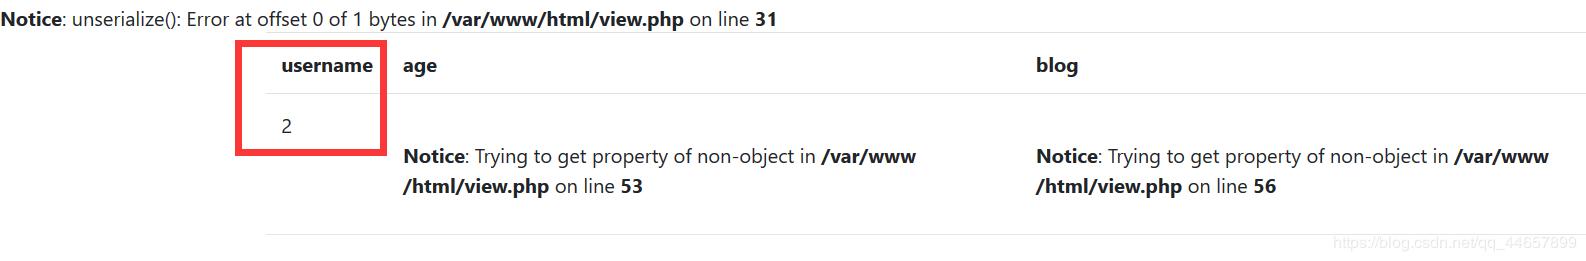 Notice: unserialize(): Error at offset 0 of 1 bytes in /var/www/html/view.php on line 31
username age blog
2
Notice: Trying to get property of non-object in /var/www
/html/view.php on line 53
Notice: Trying to get property of non-object in /var/www
/html/view.php on line 56
https://blog.csdn.net/qq_44657899